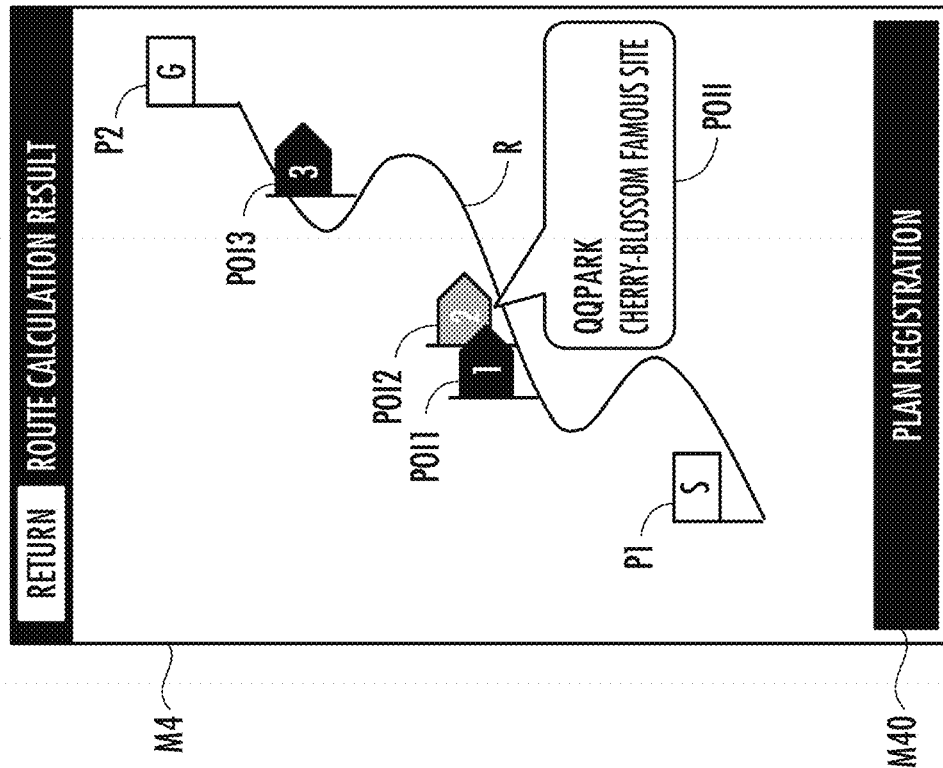 RETURN ROUTE CALCULATION RESULT
M4
P2
G
POI3
3
POI2
2
POI1
1
R
QQPARK
CHERRY-BLOSSOM FAMOUS SITE
POI1
P1
S
PLAN REGISTRATION
M40